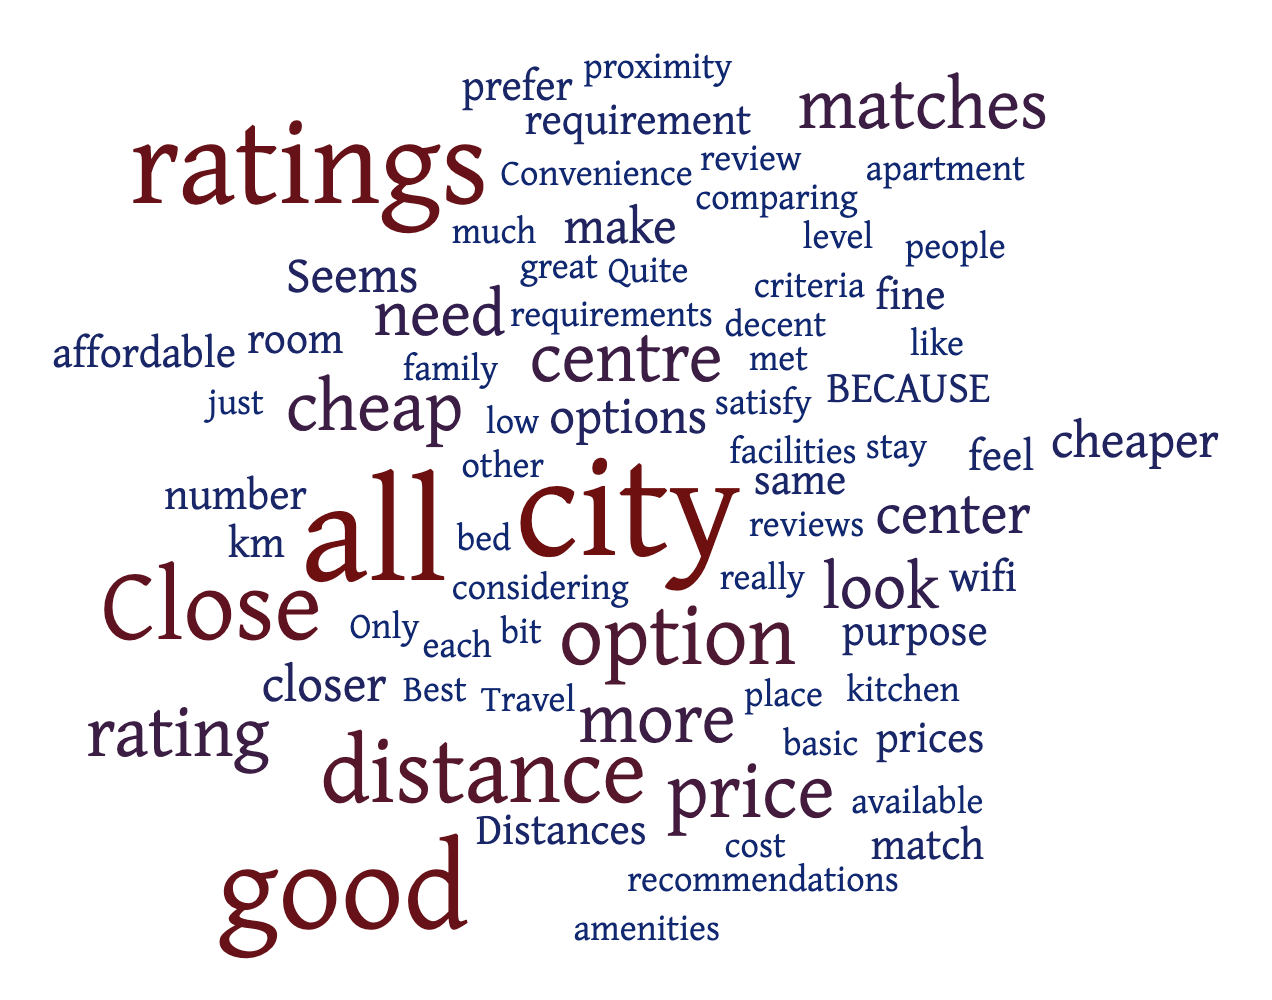 proximity
prefer
matches
requirement
ratings
Convenience
review
apartment
comparing
much
make
level
people
Seems
great
Quite
criteria
fine
need
requirements
decent
affordable
room
family
centre
met
like
just
cheap
low
options
satisfy
BECAUSE
other
facilities
stay
feel
cheaper
number
all
city
same
km
bed
reviews
center
Close
considering
really
look
wifi
Only
each
bit
option
purpose
closer
Best
Travel
place
kitchen
rating
more
basic
prices
distance
price
available
Distances
cost
match
good
recommendations
amenities